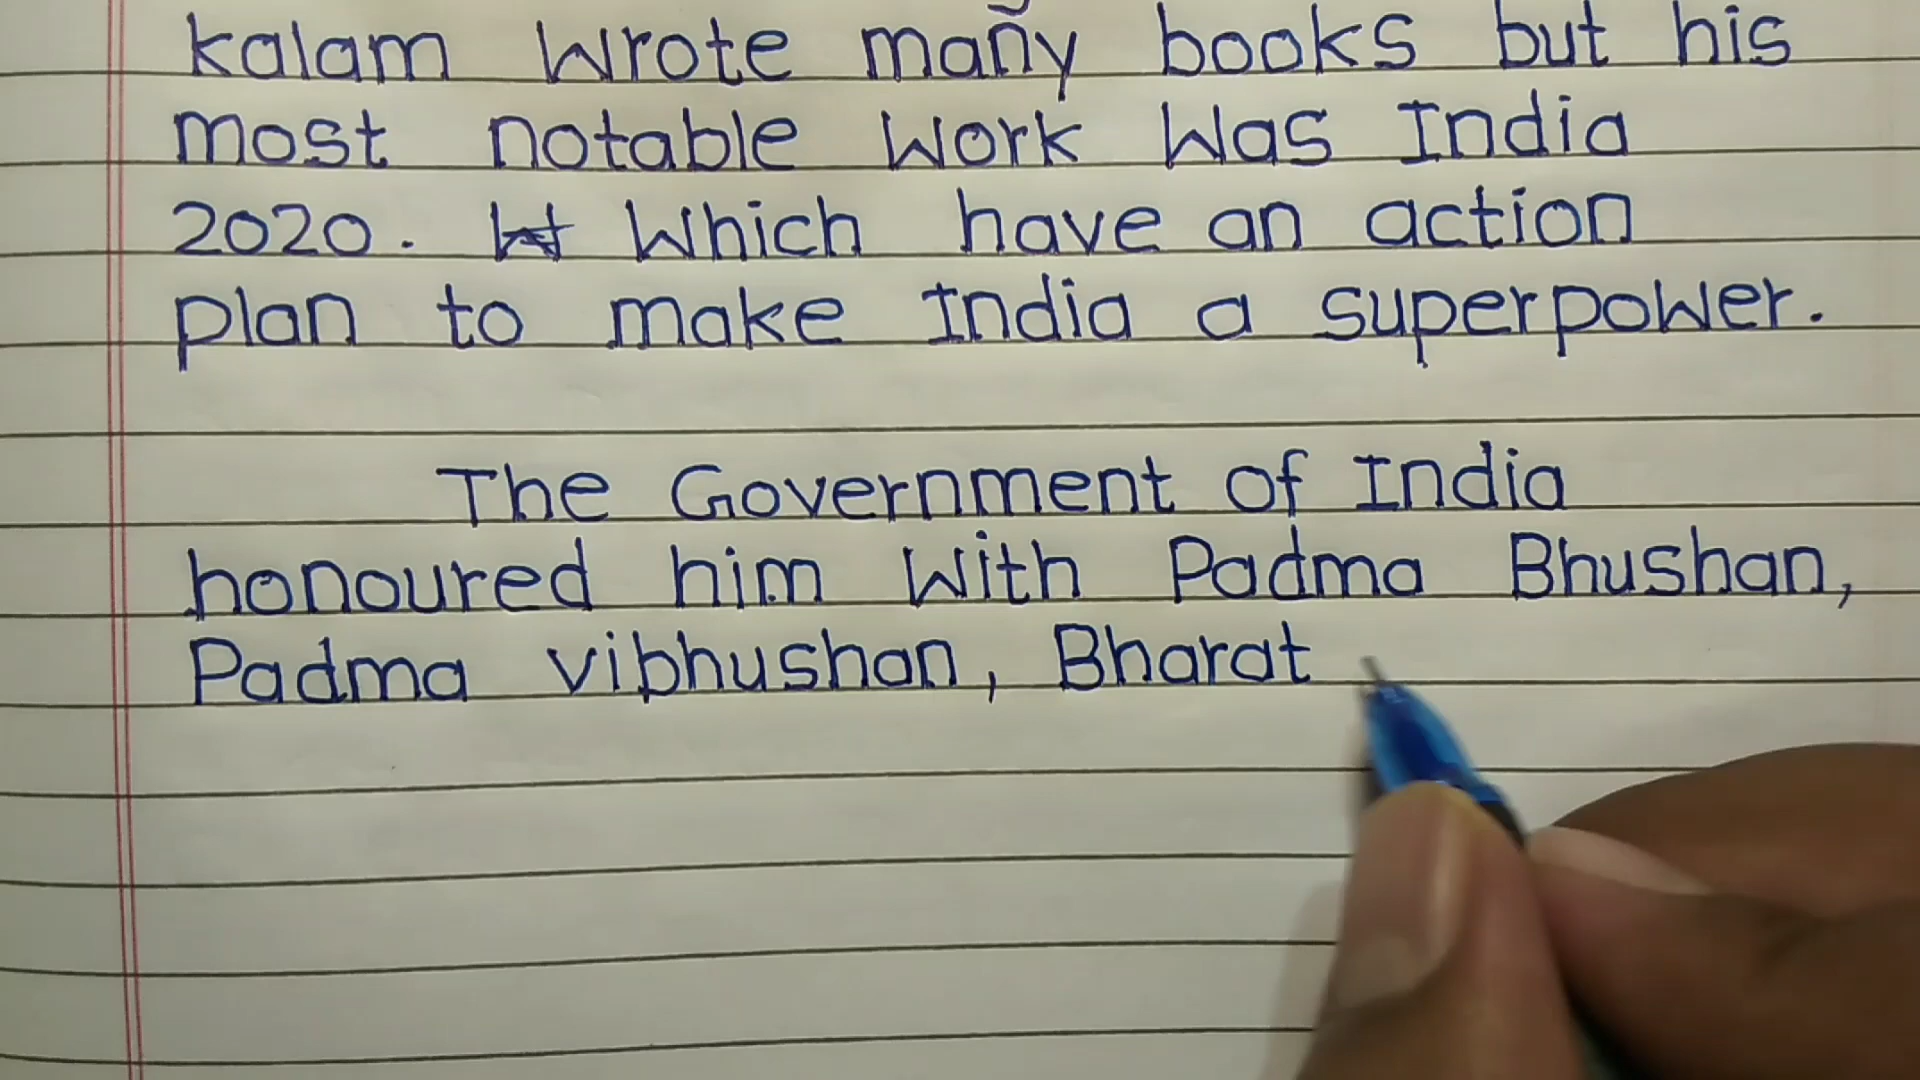 Kalam Wrote many books but his
most notable Work Was India
2020. Which have an action
plan to make India a superpower.
The Government of India
honoured him With Padma Bhushan,
Padma vibhushan, Bharat